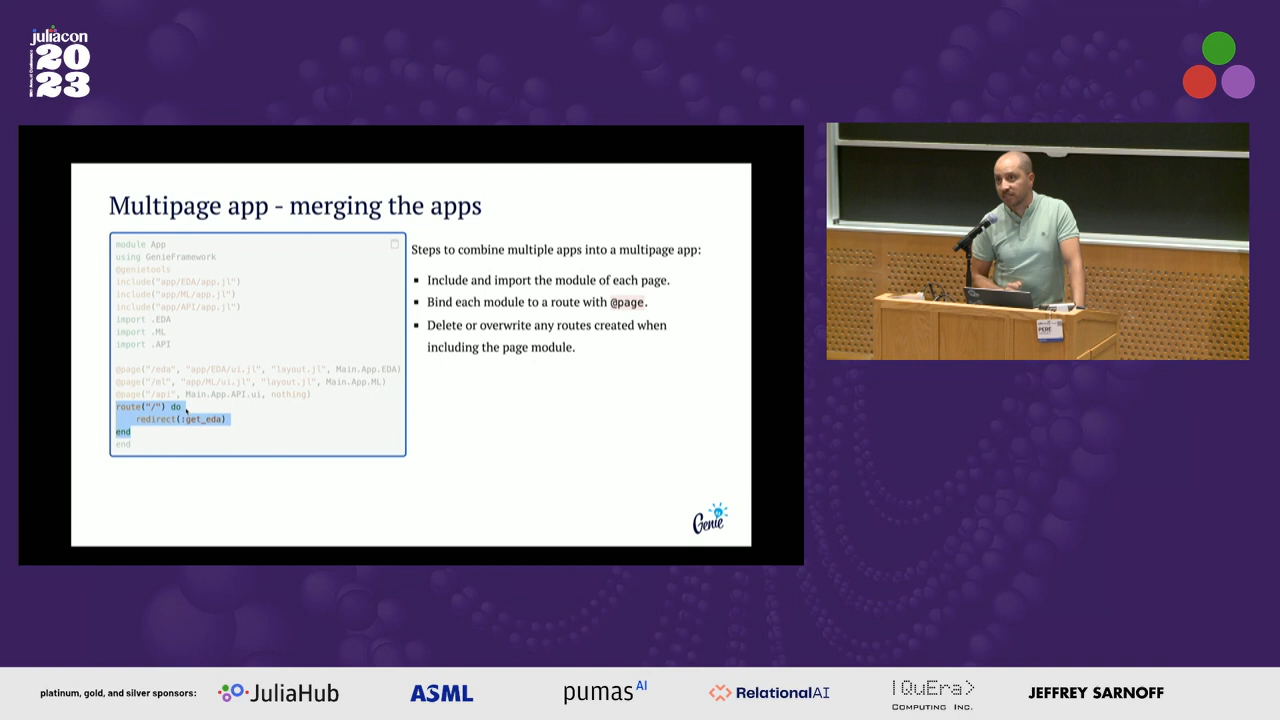 juliacon
20
23
Multipage app - merging the apps
module App
using GenieFramework
@genietools
include("app/EDA/app.jl")
include("app/ML/app.jl")
include("app/API/app.jl")
import .EDA
import .ML
import .API
@page("/eda", "app/EDA/ui.jl", "layout.jl", Main.App.EDA)
@page("/ml", "app/ML/ui.jl", "layout.jl", Main.App.ML)
@page("/api", Main.App.API.ui, nothing)
route("/") do
redirect(:get_eda)
end
end
Steps to combine multiple apps into a multipage app:
▪ Include and import the module of each page.
▪ Bind each module to a route with @page.
▪ Delete or overwrite any routes created when
including the page module.
Genie
PERE
platinum, gold, and silver sponsors:
JuliaHub
ASML
pumas AI
RelationalAI
|QuEra>
COMPUTING INC.
JEFFREY SARNOFF